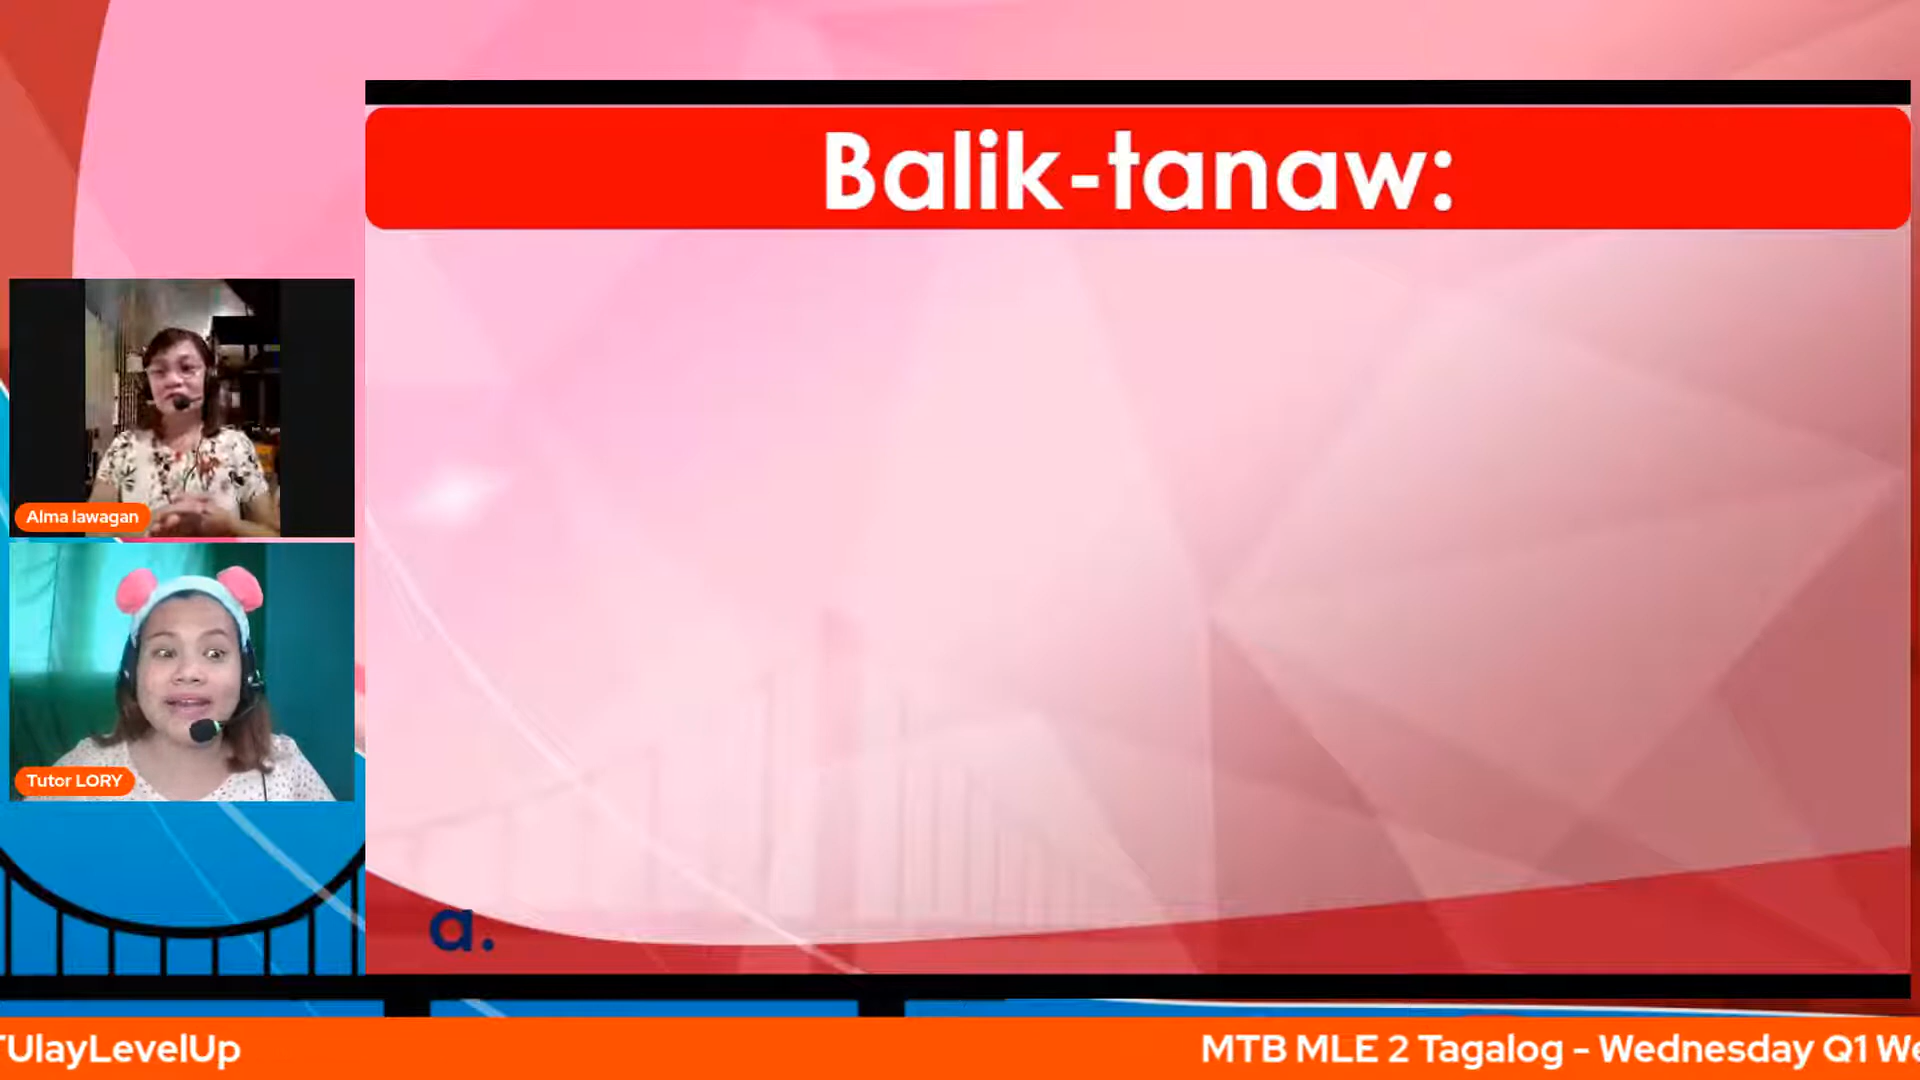 Balik-tanaw:
Alma lawagan
Tutor LORY
a.
TUlayLevelUp
MTB MLE 2 Tagalog - Wednesday Q1 We